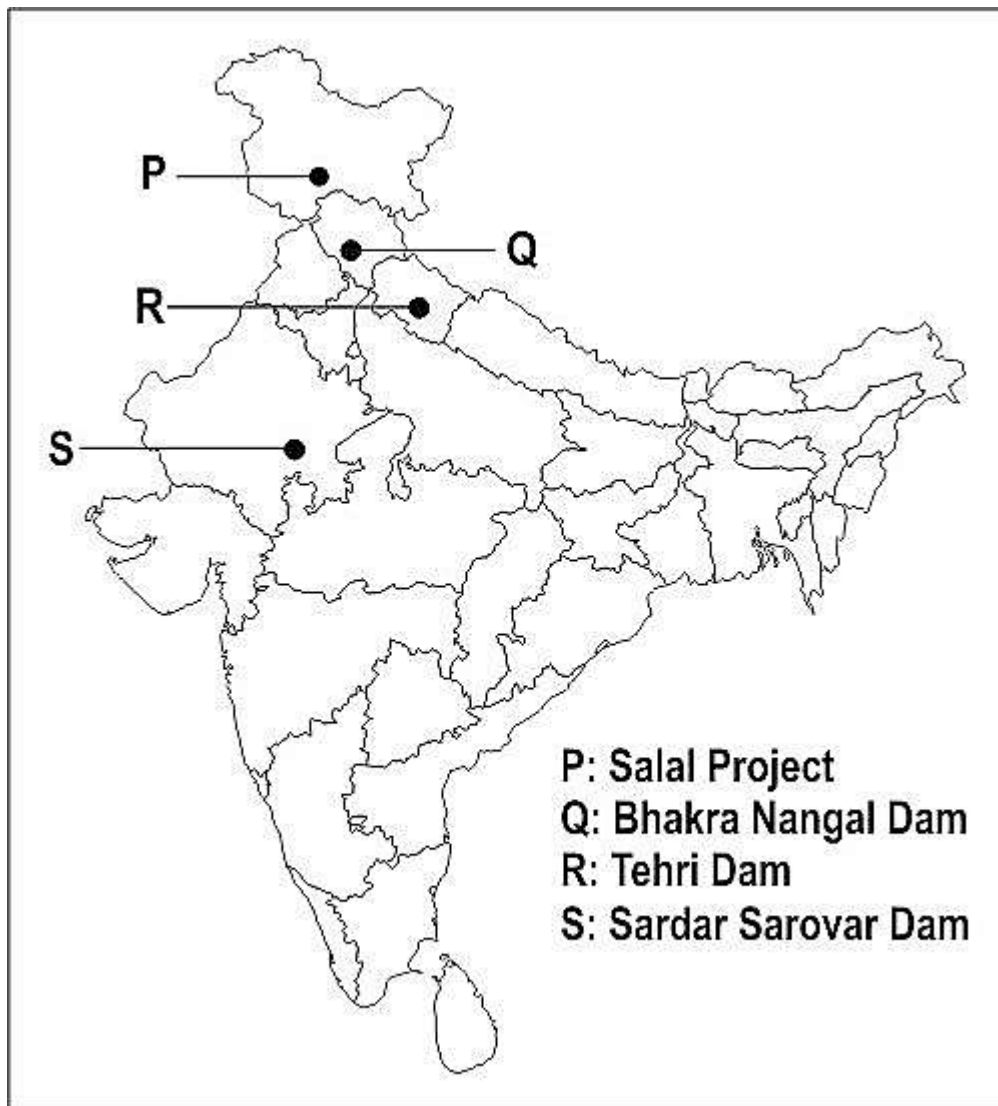 P
Q
R
S
P: Salal Project
Q: Bhakra Nangal Dam
R: Tehri Dam
S: Sardar Sarovar Dam